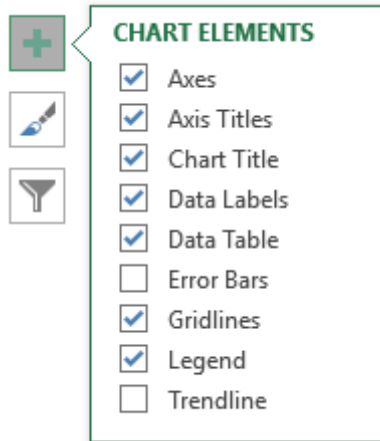 CHART ELEMENTS
Axes
Axis Titles
Chart Title
Data Labels
Data Table
Error Bars
Gridlines
Legend
Trendline